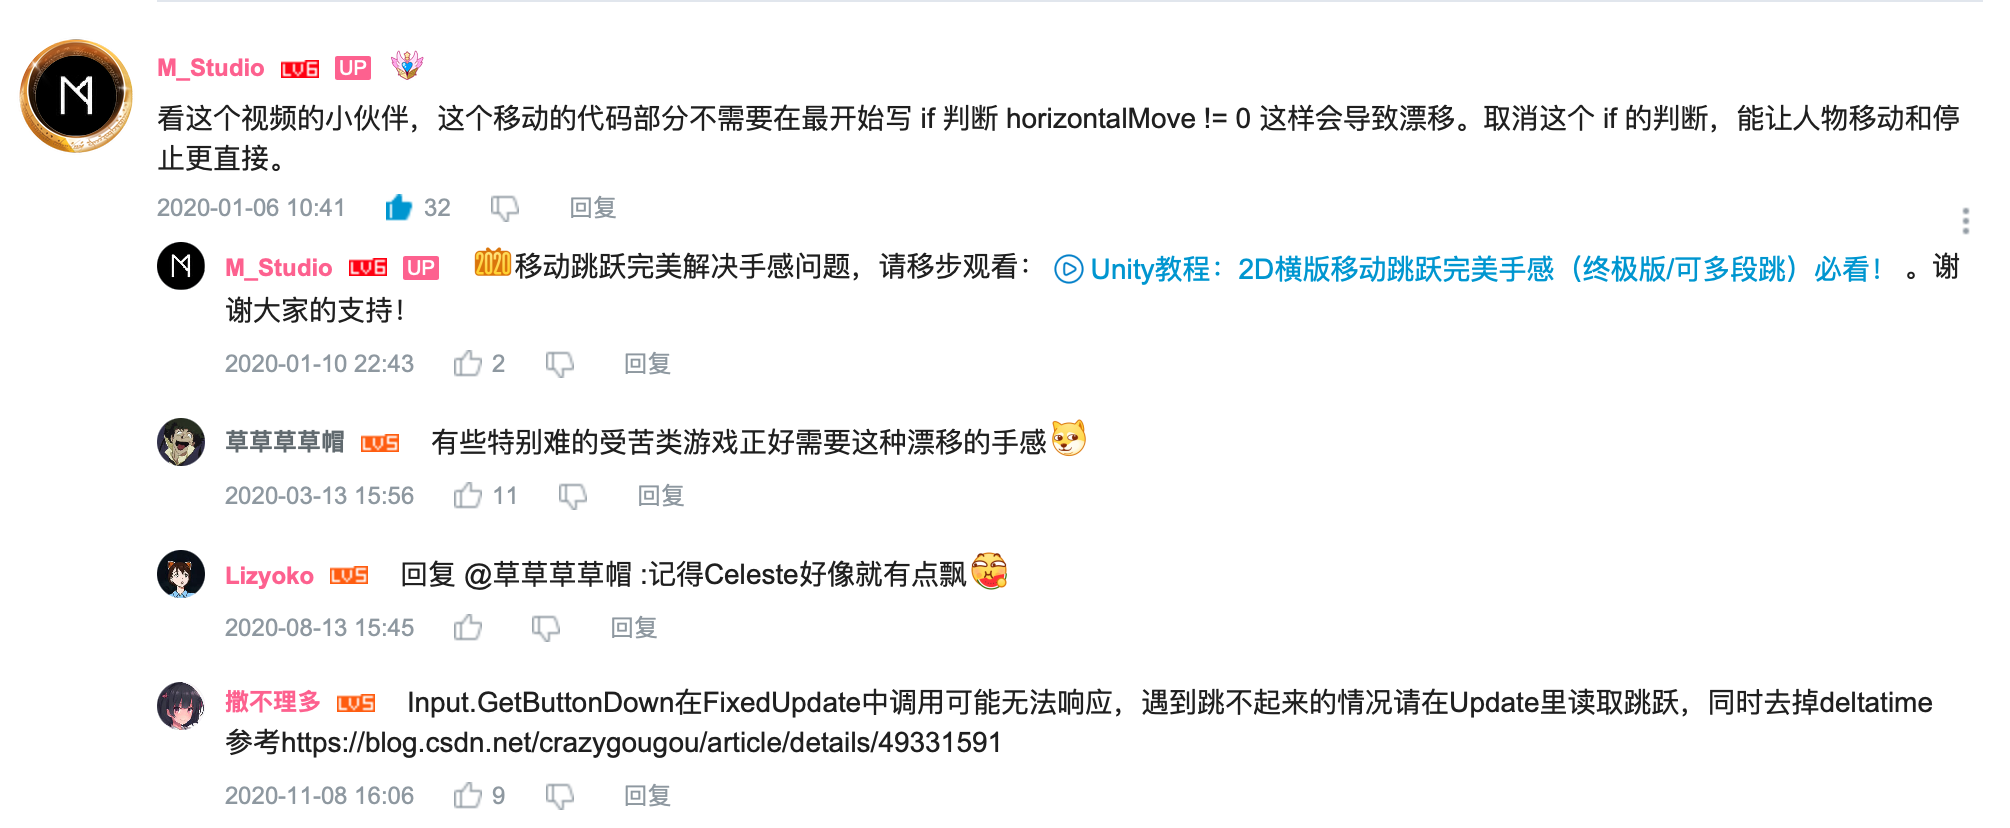 M_Studio LV6 UP
看这个视频的小伙伴，这个移动的代码部分不需要在最开始写 if 判断 horizontalMove != 0 这样会导致漂移。取消这个 if 的判断，能让人物移动和停
止更直接。
2020-01-06 10:41 32 回复
M_Studio LV6 UP 2020移动跳跃完美解决手感问题，请移步观看： Unity教程：2D横版移动跳跃完美手感（终极版/可多段跳）必看！ 。谢
谢大家的支持！
2020-01-10 22:43 2 回复
草草草草帽 LV5 有些特别难的受苦类游戏正好需要这种漂移的手感
2020-03-13 15:56 11 回复
Lizyoko LV5 回复 @草草草草帽 :记得Celeste好像就有点飘
2020-08-13 15:45 回复
撒不理多 LV5 Input.GetButtonDown在FixedUpdate中调用可能无法响应，遇到跳不起来的情况请在Update里读取跳跃，同时去掉deltatime
参考https://blog.csdn.net/crazygougou/article/details/49331591
2020-11-08 16:06 9 回复